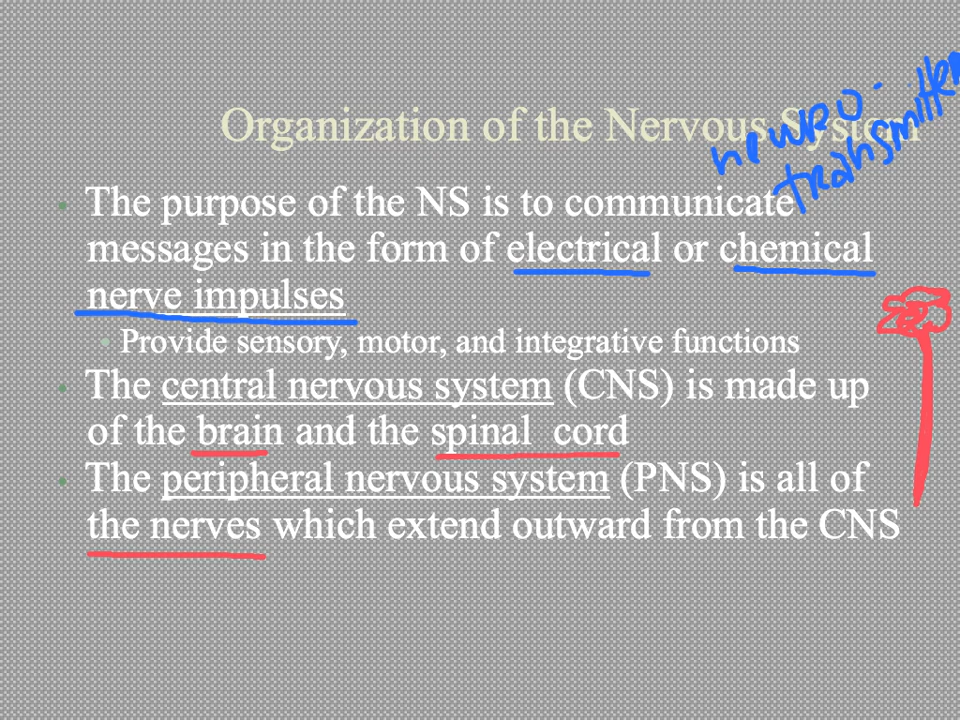 Organization of the Nervous System
neuro-
transmitter
The purpose of the NS is to communicate
messages in the form of electrical or chemical
nerve impulses
Provide sensory, motor, and integrative functions
The central nervous system (CNS) is made up
of the brain and the spinal cord
The peripheral nervous system (PNS) is all of
the nerves which extend outward from the CNS